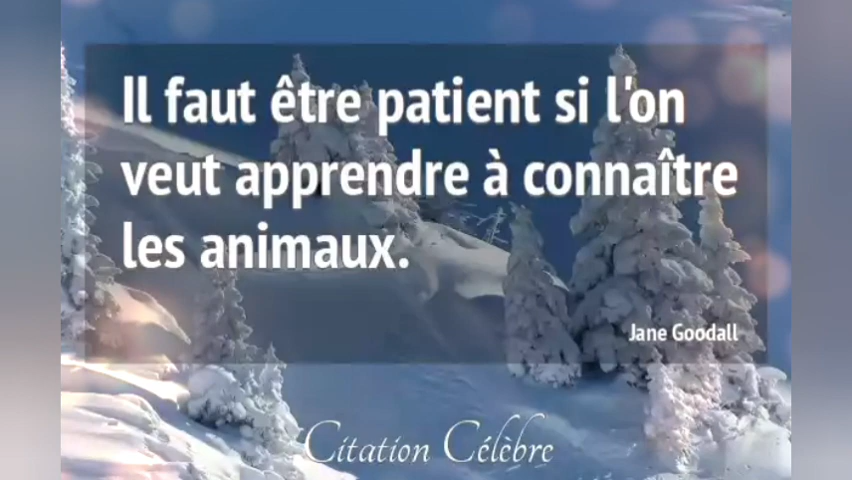 Il faut être patient si l'on
veut apprendre à connaître
les animaux.
Jane Goodall
Citation Célèbre